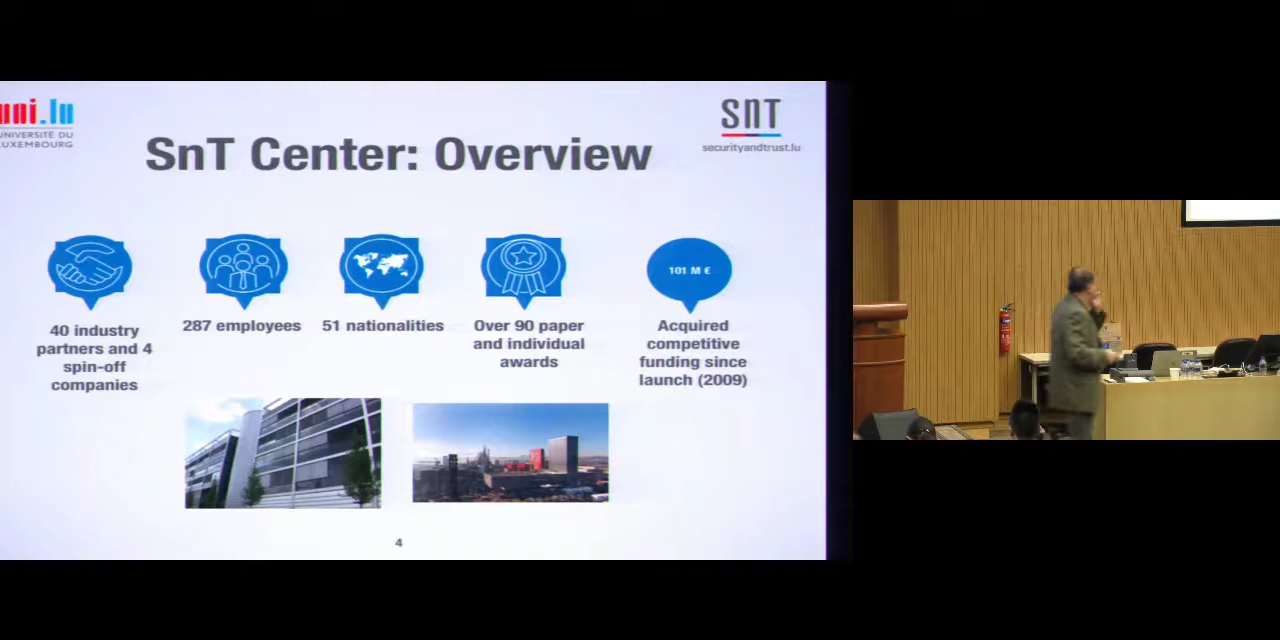 uni.lu
UNIVERSITÉ DU
LUXEMBOURG
SnT
securityandtrust.lu
SnT Center: Overview
40 industry
partners and 4
spin-off
companies
287 employees
51 nationalities
Over 90 paper
and individual
awards
101 M €
Acquired
competitive
funding since
launch (2009)
4